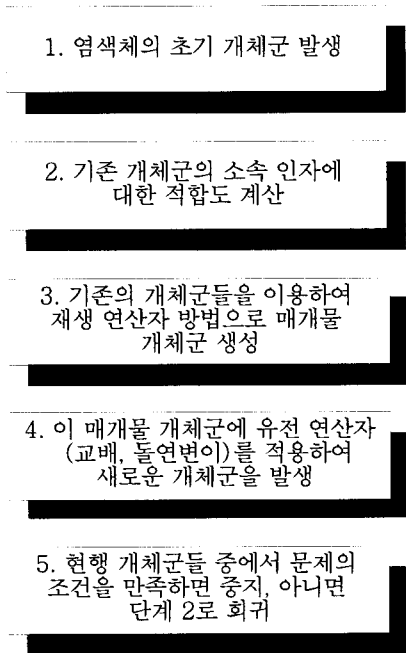 1. 염색체의 초기 개체군 발생
2. 기존 개체군의 소속 인자에
대한 적합도 계산
3. 기존의 개체군들을 이용하여
재생 연산자 방법으로 매개물
개체군 생성
4. 이 매개물 개체군에 유전 연산자
(교배, 돌연변이)를 적용하여
새로운 개체군을 발생
5. 현행 개체군들 중에서 문제의
조건을 만족하면 중지, 아니면
단계 2로 회귀